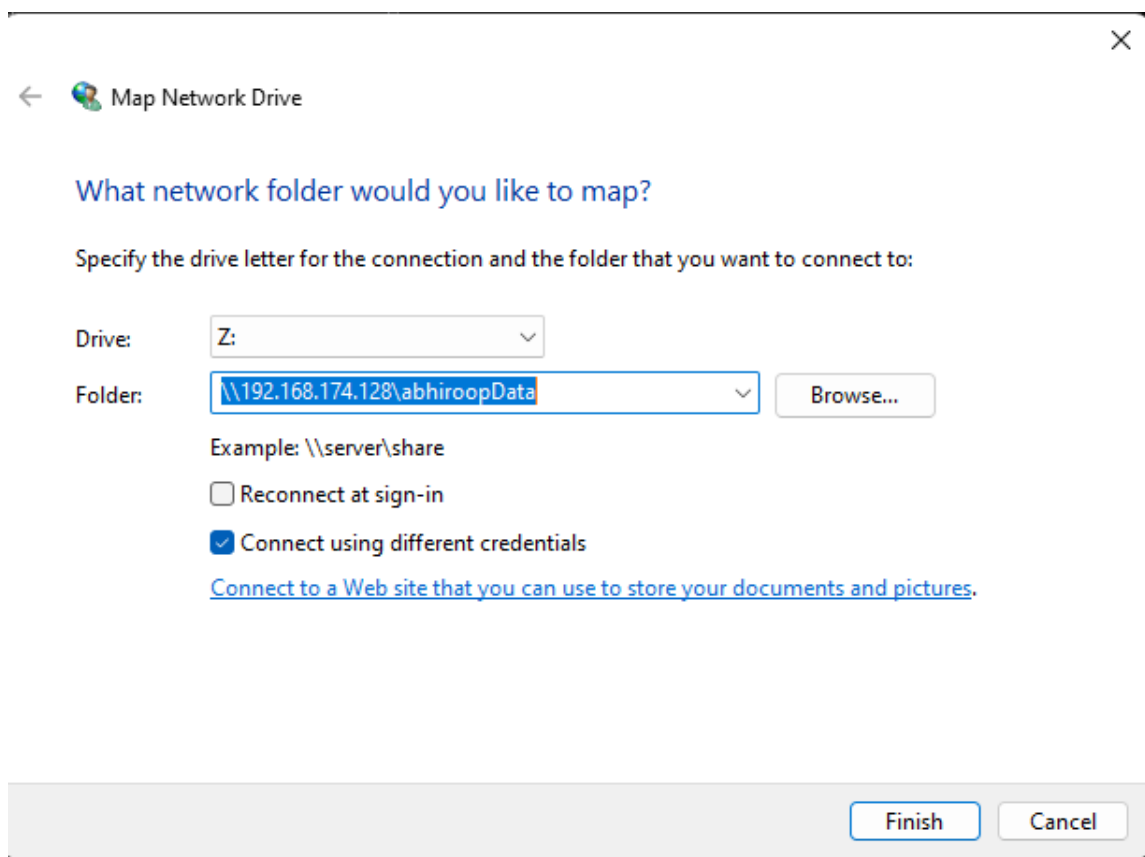 Map Network Drive
What network folder would you like to map?
Specify the drive letter for the connection and the folder that you want to connect to:
Drive: Z:
Folder: \\192.168.174.128\abhiroopData Browse...
Example: \\server\share
Reconnect at sign-in
Connect using different credentials
Connect to a Web site that you can use to store your documents and pictures.
Finish Cancel